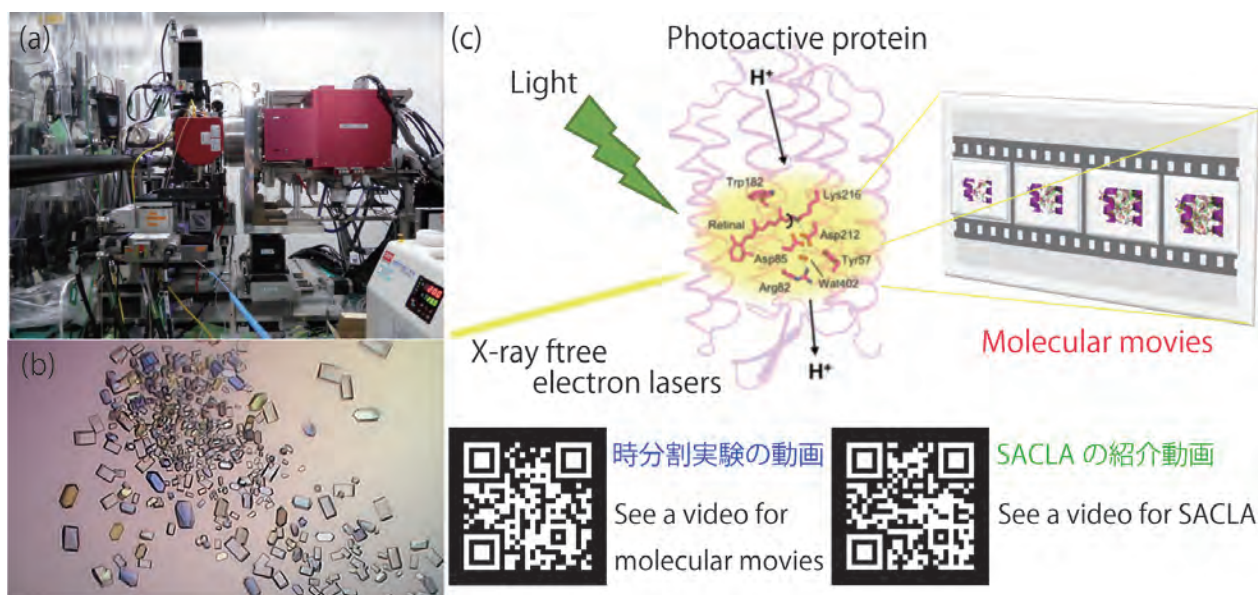 (a)
(c)
Photoactive protein
Light
H⁺
Trp182
Lys216
Retinal
Asp212
Asp85
Tyr57
Arg82
Wat402
H⁺
X-ray ftree
electron lasers
Molecular movies
(b)
時分割実験の動画
See a video for
molecular movies
SACLA の紹介動画
See a video for SACLA